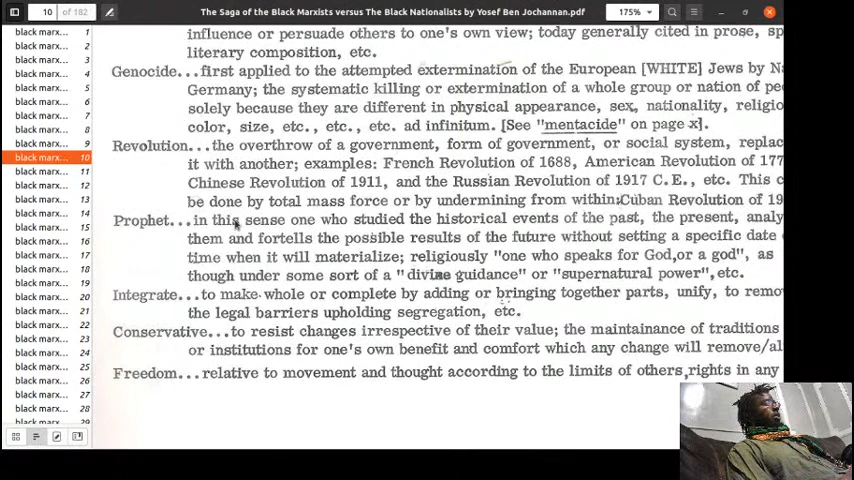 10 of 182
The Saga of the Black Marxists versus The Black Nationalists by Yosef Ben Jochannan.pdf
175%
black marx... 1
black marx... 2
black marx... 3
black marx... 4
black marx... 5
black marx... 6
black marx... 7
black marx... 8
black marx... 9
black marx... 10
black marx... 11
black marx... 12
black marx... 13
black marx... 14
black marx... 15
black marx... 16
black marx... 17
black marx... 18
black marx... 19
black marx... 20
black marx... 21
black marx... 22
black marx... 23
black marx... 24
black marx... 25
black marx... 26
black marx... 27
black marx... 28
black marx... 29
influence or persuade others to one's own view; today generally cited in prose, sp
literary composition, etc.
Genocide...first applied to the attempted extermination of the European [WHITE] Jews by N
Germany; the systematic killing or extermination of a whole group or nation of pe
solely because they are different in physical appearance, sex, nationality, religio
color, size, etc., etc., etc. ad infinitum. [See "mentacide" on page x].
Revolution...the overthrow of a government, form of government, or social system, replac
it with another; examples: French Revolution of 1688, American Revolution of 177
Chinese Revolution of 1911, and the Russian Revolution of 1917 C.E., etc. This c
be done by total mass force or by undermining from within:Cuban Revolution of 19
Prophet...in this sense one who studied the historical events of the past, the present, analy
them and fortells the possible results of the future without setting a specific date
time when it will materialize; religiously "one who speaks for God,or a god", as
though under some sort of a "divine guidance" or "supernatural power", etc.
Integrate...to make whole or complete by adding or bringing together parts, unify, to remo
the legal barriers upholding segregation, etc.
Conservative...to resist changes irrespective of their value; the maintainance of traditions
or institutions for one's own benefit and comfort which any change will remove/al
Freedom...relative to movement and thought according to the limits of others,rights in any